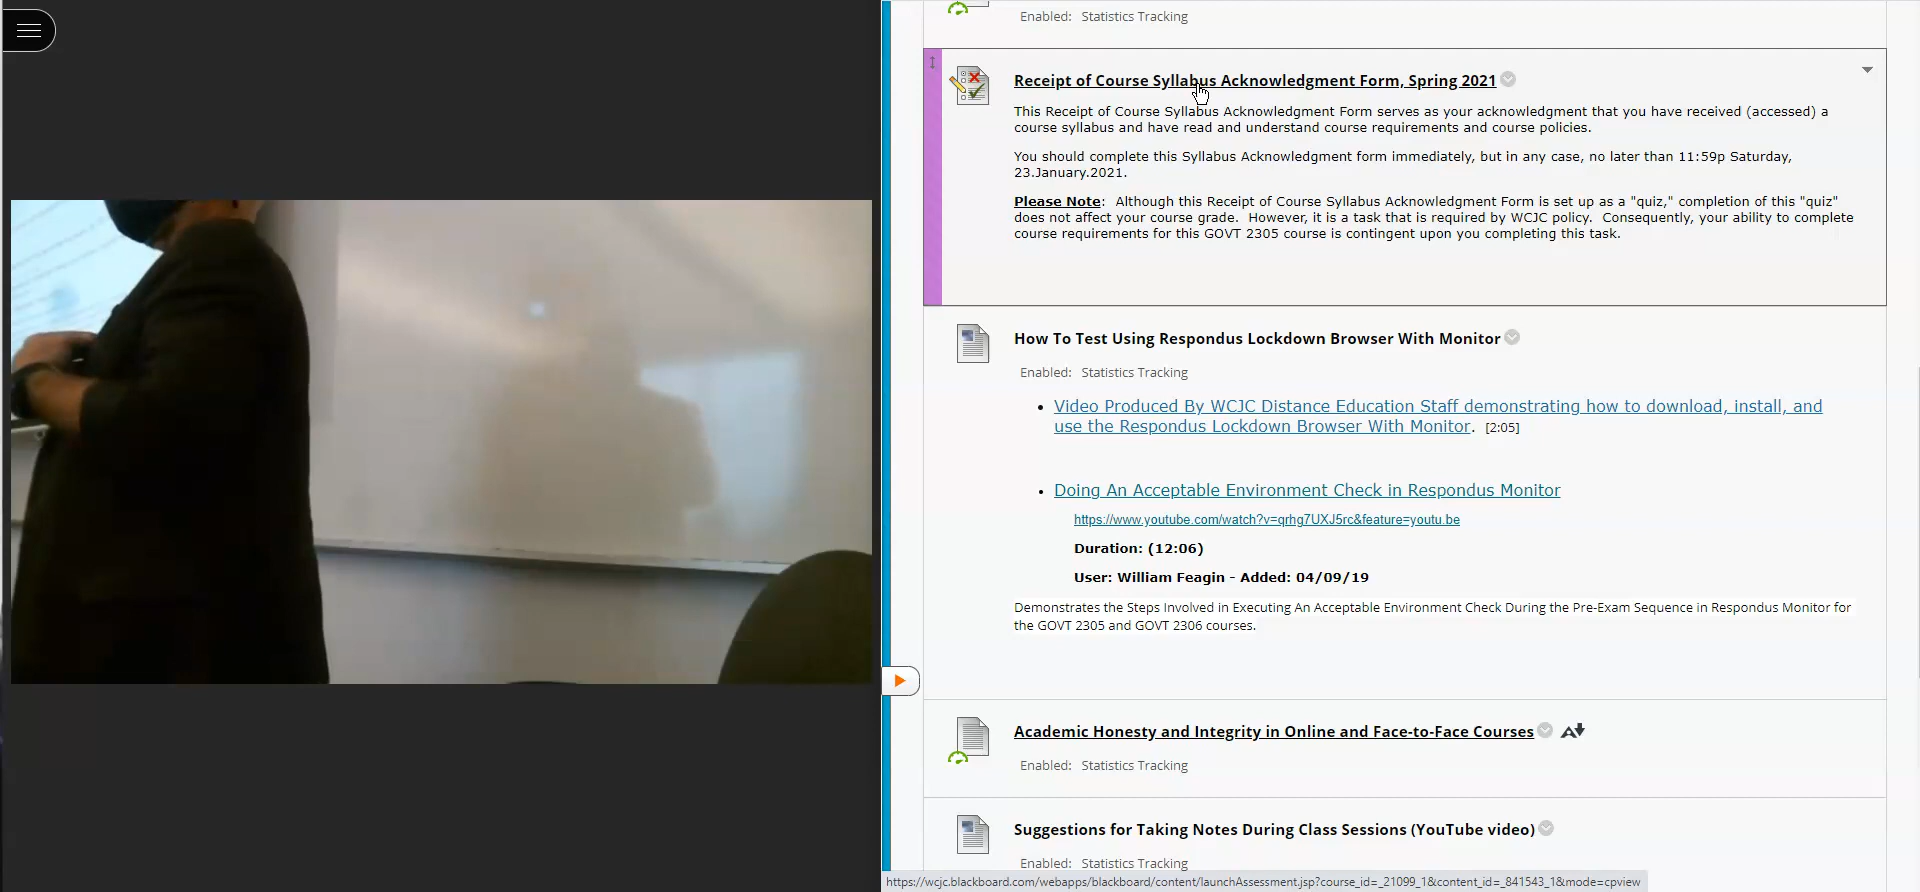 Enabled: Statistics Tracking
Receipt of Course Syllabus Acknowledgment Form, Spring 2021
This Receipt of Course Syllabus Acknowledgment Form serves as your acknowledgment that you have received (accessed) a
course syllabus and have read and understand course requirements and course policies.
You should complete this Syllabus Acknowledgment form immediately, but in any case, no later than 11:59p Saturday,
23.January.2021.
Please Note: Although this Receipt of Course Syllabus Acknowledgment Form is set up as a "quiz," completion of this "quiz"
does not affect your course grade. However, it is a task that is required by WCJC policy. Consequently, your ability to complete
course requirements for this GOVT 2305 course is contingent upon you completing this task.
How To Test Using Respondus Lockdown Browser With Monitor
Enabled: Statistics Tracking
• Video Produced By WCJC Distance Education Staff demonstrating how to download, install, and
use the Respondus Lockdown Browser With Monitor. [2:05]
• Doing An Acceptable Environment Check in Respondus Monitor
https://www.youtube.com/watch?v=qrhg7UXJ5rc&feature=youtu.be
Duration: (12:06)
User: William Feagin - Added: 04/09/19
Demonstrates the Steps Involved in Executing An Acceptable Environment Check During the Pre-Exam Sequence in Respondus Monitor for
the GOVT 2305 and GOVT 2306 courses.
Academic Honesty and Integrity in Online and Face-to-Face Courses
Enabled: Statistics Tracking
Suggestions for Taking Notes During Class Sessions (YouTube video)
Enabled: Statistics Tracking
https://wcjc.blackboard.com/webapps/blackboard/content/launchAssessment.jsp?course_id=_21099_1&content_id=_841543_1&mode=cpview